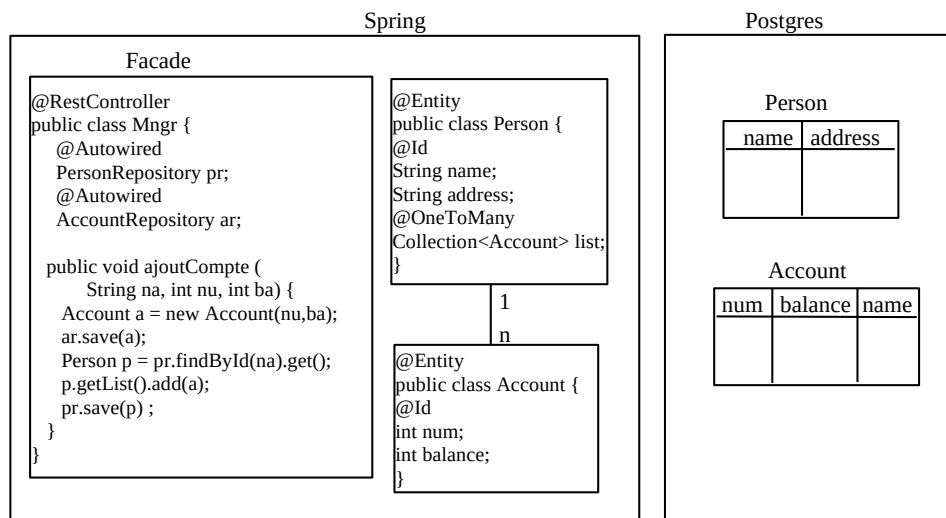 Spring
Facade
@RestController
public class Mngr {
@Autowired
PersonRepository pr;
@Autowired
AccountRepository ar;
public void ajoutCompte (
String na, int nu, int ba) {
Account a = new Account(nu,ba);
ar.save(a);
Person p = pr.findById(na).get();
p.getList().add(a);
pr.save(p) ;
}
}
@Entity
public class Person {
@Id
String name;
String address;
@OneToMany
Collection<Account> list;
}
1
n
@Entity
public class Account {
@Id
int num;
int balance;
}
Postgres
Person
name address
Account
num balance name